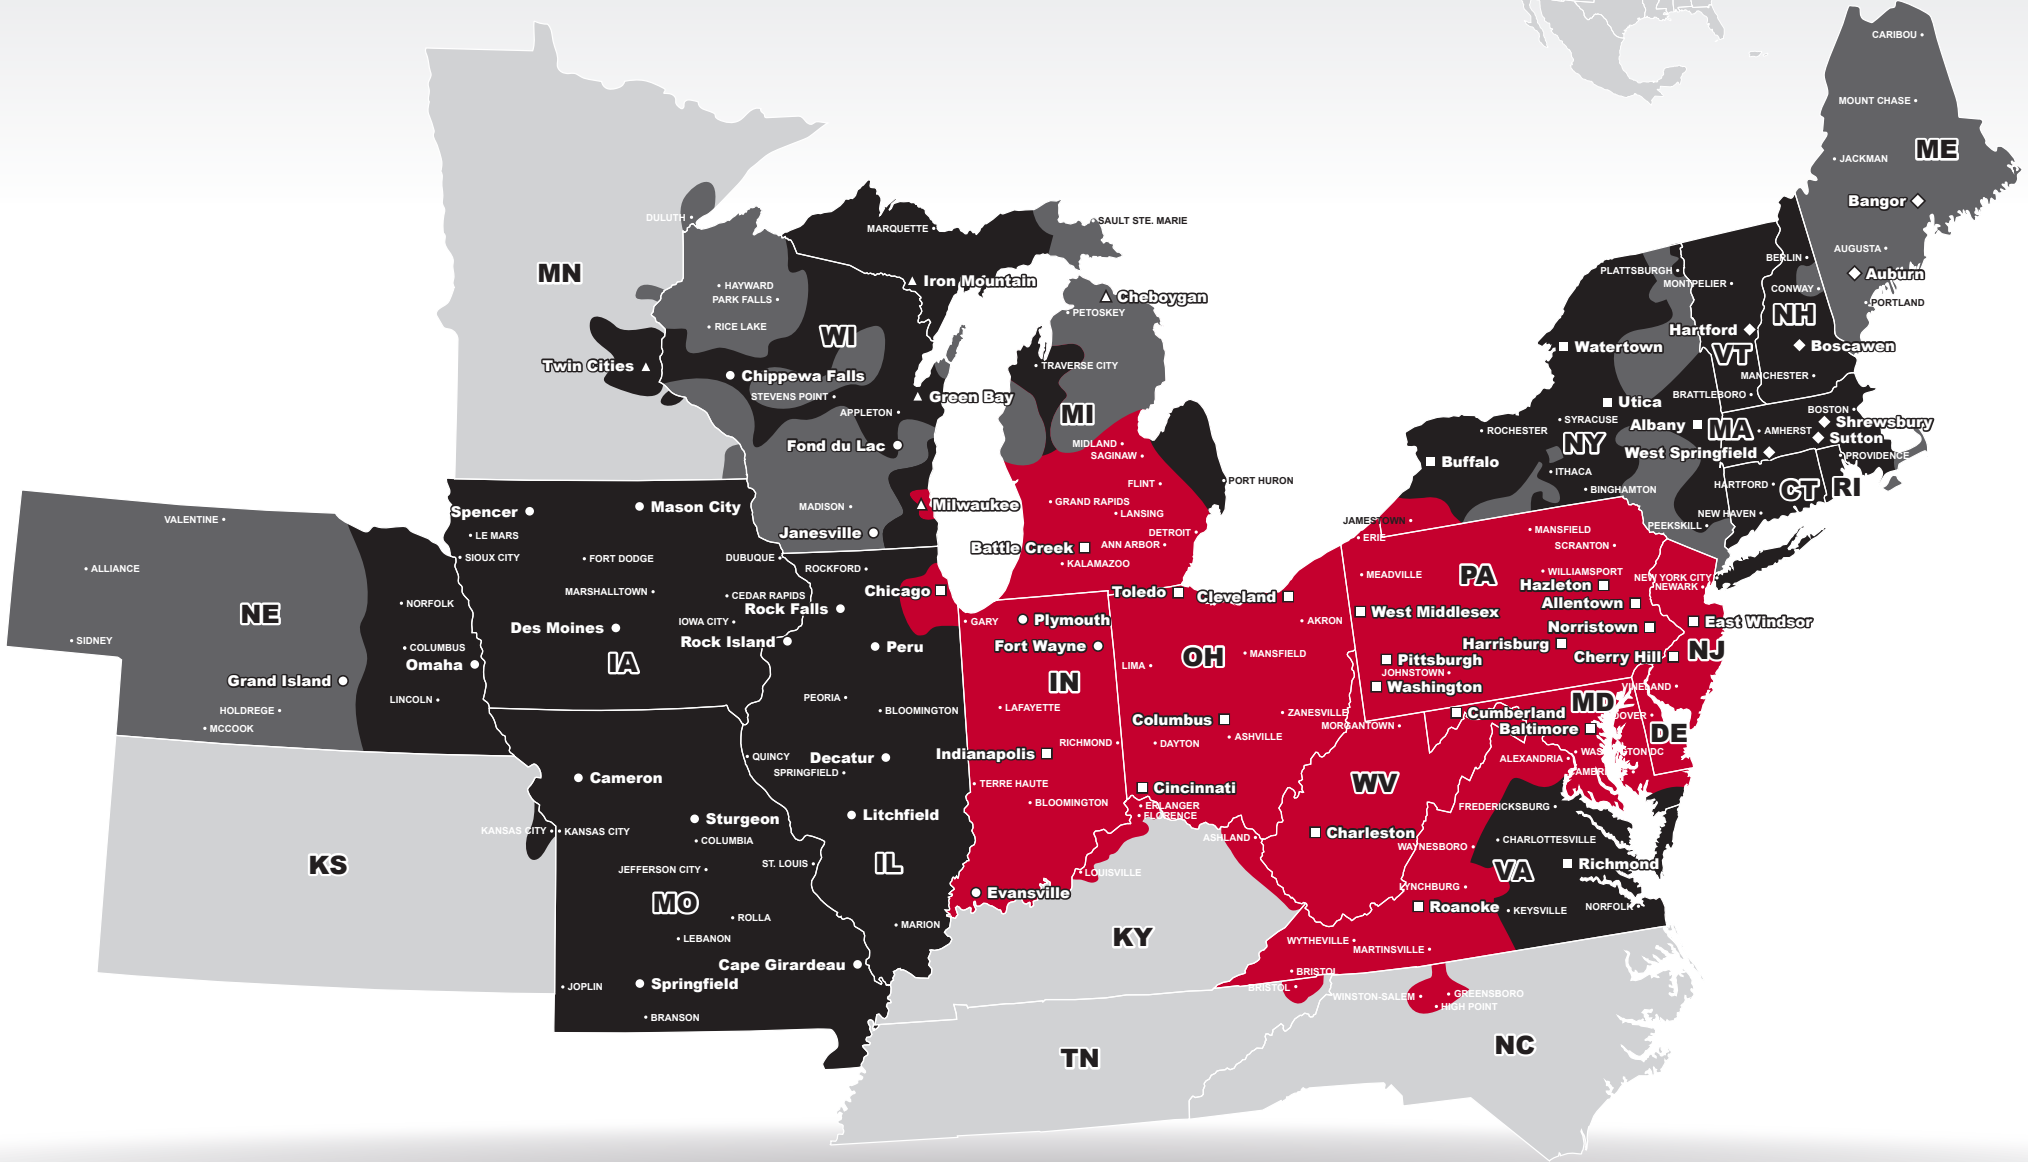 CARIBOU
MOUNT CHASE
ME
JACKMAN
Bangor
DULUTH
SAULT STE. MARIE
MARQUETTE
AUGUSTA
BERLIN
MN
PLATTSBURGH
Auburn
HAYWARD
Iron Mountain
MONTPELIER
CONWAY
PARK FALLS
Cheboygan
PORTLAND
PETOSKEY
NH
RICE LAKE
WI
Hartford
Watertown
Boscawen
VT
Twin Cities
TRAVERSE CITY
Chippewa Falls
MANCHESTER
STEVENS POINT
Green Bay
BRATTLEBORO
Utica
APPLETON
MI
BOSTON
SYRACUSE
Albany
Shrewsbury
ROCHESTER
MA
AMHERST
Fond du Lac
MIDLAND
NY
Sutton
SAGINAW
West Springfield
PROVIDENCE
Buffalo
ITHACA
FLINT
PORT HURON
HARTFORD
CT
RI
BINGHAMTON
GRAND RAPIDS
MADISON
Milwaukee
Mason City
Spencer
LANSING
NEW HAVEN
VALENTINE
JAMESTOWN
PEEKSKILL
LE MARS
Janesville
DETROIT
MANSFIELD
ERIE
Battle Creek
ANN ARBOR
SCRANTON
SIOUX CITY
FORT DODGE
DUBUQUE
KALAMAZOO
ALLIANCE
ROCKFORD
MEADVILLE
PA
WILLIAMSPORT
NEW YORK CITY
Hazleton
NEWARK
MARSHALLTOWN
CEDAR RAPIDS
Chicago
Toledo
Cleveland
NORFOLK
Allentown
Rock Falls
West Middlesex
NE
IOWA CITY
GARY
Plymouth
AKRON
East Windsor
Des Moines
Norristown
SIDNEY
Rock Island
Peru
Fort Wayne
Harrisburg
COLUMBUS
NJ
MANSFIELD
OH
Cherry Hill
Omaha
IA
LIMA
Pittsburgh
JOHNSTOWN
Grand Island
IN
Washington
VINELAND
LINCOLN
PEORIA
MD
HOLDREGE
BLOOMINGTON
LAFAYETTE
ZANESVILLE
Cumberland
DOVER
Columbus
MORGANTOWN
MCCOOK
Baltimore
DE
ASHVILLE
RICHMOND
DAYTON
QUINCY
Decatur
Indianapolis
WASHINGTON DC
ALEXANDRIA
SPRINGFIELD
Cameron
TERRE HAUTE
WV
Cincinnati
BLOOMINGTON
ERLANGER
FREDERICKSBURG
Sturgeon
Litchfield
FLORENCE
KANSAS CITY
KANSAS CITY
Charleston
ASHLAND
COLUMBIA
CHARLOTTESVILLE
WAYNESBORO
KS
ST. LOUIS
IL
Richmond
JEFFERSON CITY
LOUISVILLE
VA
LYNCHBURG
Evansville
MO
Roanoke
NORFOLK
KEYSVILLE
ROLLA
MARION
LEBANON
KY
WYTHEVILLE
MARTINSVILLE
Cape Girardeau
BRISTOL
Springfield
JOPLIN
BRISTOL
WINSTON-SALEM
GREENSBORO
HIGH POINT
BRANSON
NC
TN